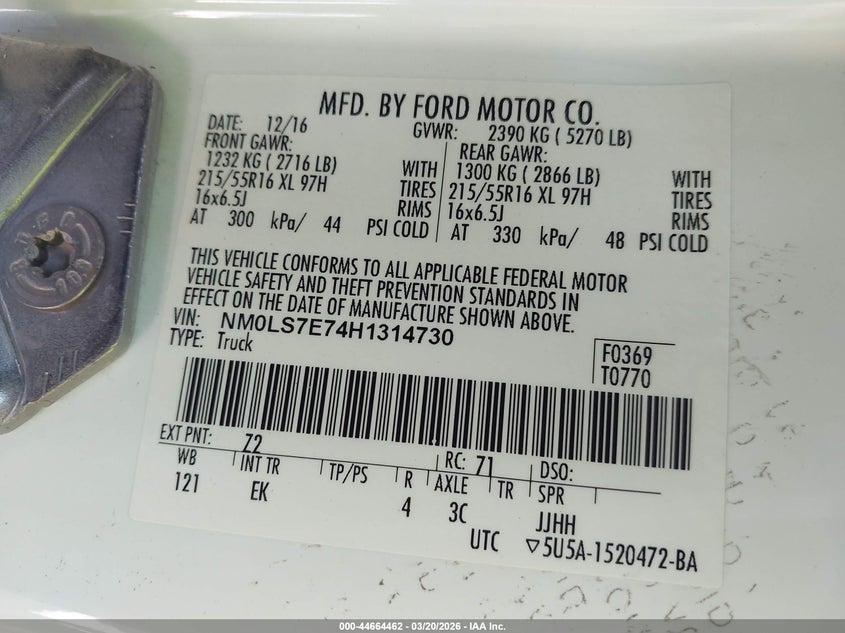 MFD. BY FORD MOTOR CO.
DATE: 12/16 GVWR: 2390 KG ( 5270 LB)
FRONT GAWR: REAR GAWR:
1232 KG ( 2716 LB) WITH 1300 KG ( 2866 LB) WITH
215/55R16 XL 97H TIRES 215/55R16 XL 97H TIRES
16x6.5J RIMS 16x6.5J RIMS
AT 300 kPa/ 44 PSI COLD AT 330 kPa/ 48 PSI COLD
THIS VEHICLE CONFORMS TO ALL APPLICABLE FEDERAL MOTOR
VEHICLE SAFETY AND THEFT PREVENTION STANDARDS IN
EFFECT ON THE DATE OF MANUFACTURE SHOWN ABOVE.
VIN: NM0LS7E74H1314730
TYPE: Truck
F0369
T0770
EXT PNT: Z2 RC: 71 DSO:
WB INT TR TP/PS R AXLE TR SPR
121 EK 4 3C JJHH
UTC ▽5U5A-1520472-BA
000-44664462 - 03/20/2026 - IAA Inc.